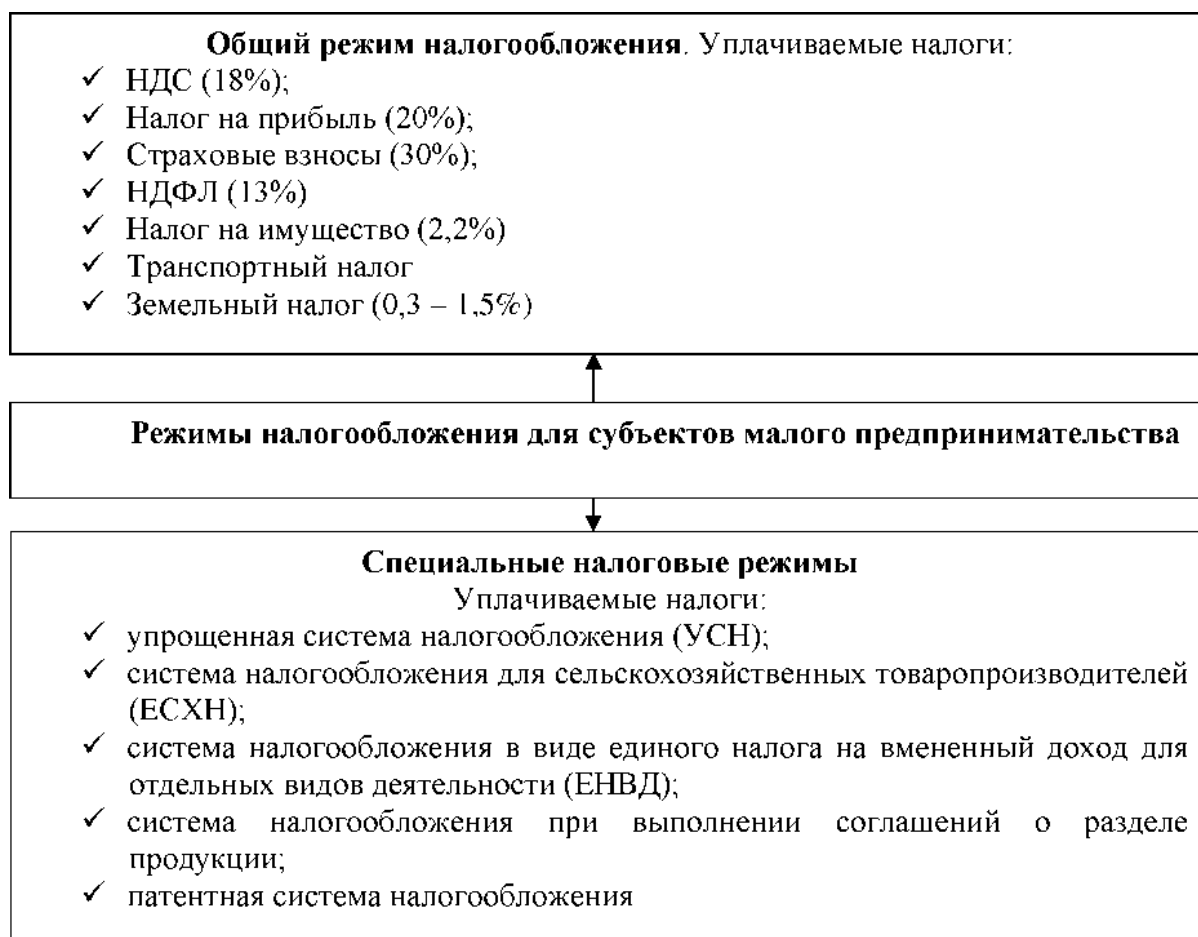 Общий режим налогообложения. Уплачиваемые налоги:
✓ НДС (18%);
✓ Налог на прибыль (20%);
✓ Страховые взносы (30%);
✓ НДФЛ (13%)
✓ Налог на имущество (2,2%)
✓ Транспортный налог
✓ Земельный налог (0,3 – 1,5%)
Режимы налогообложения для субъектов малого предпринимательства
Специальные налоговые режимы
Уплачиваемые налоги:
✓ упрощенная система налогообложения (УСН);
✓ система налогообложения для сельскохозяйственных товаропроизводителей
(ЕСХН);
✓ система налогообложения в виде единого налога на вмененный доход для
отдельных видов деятельности (ЕНВД);
✓ система налогообложения при выполнении соглашений о разделе
продукции;
✓ патентная система налогообложения